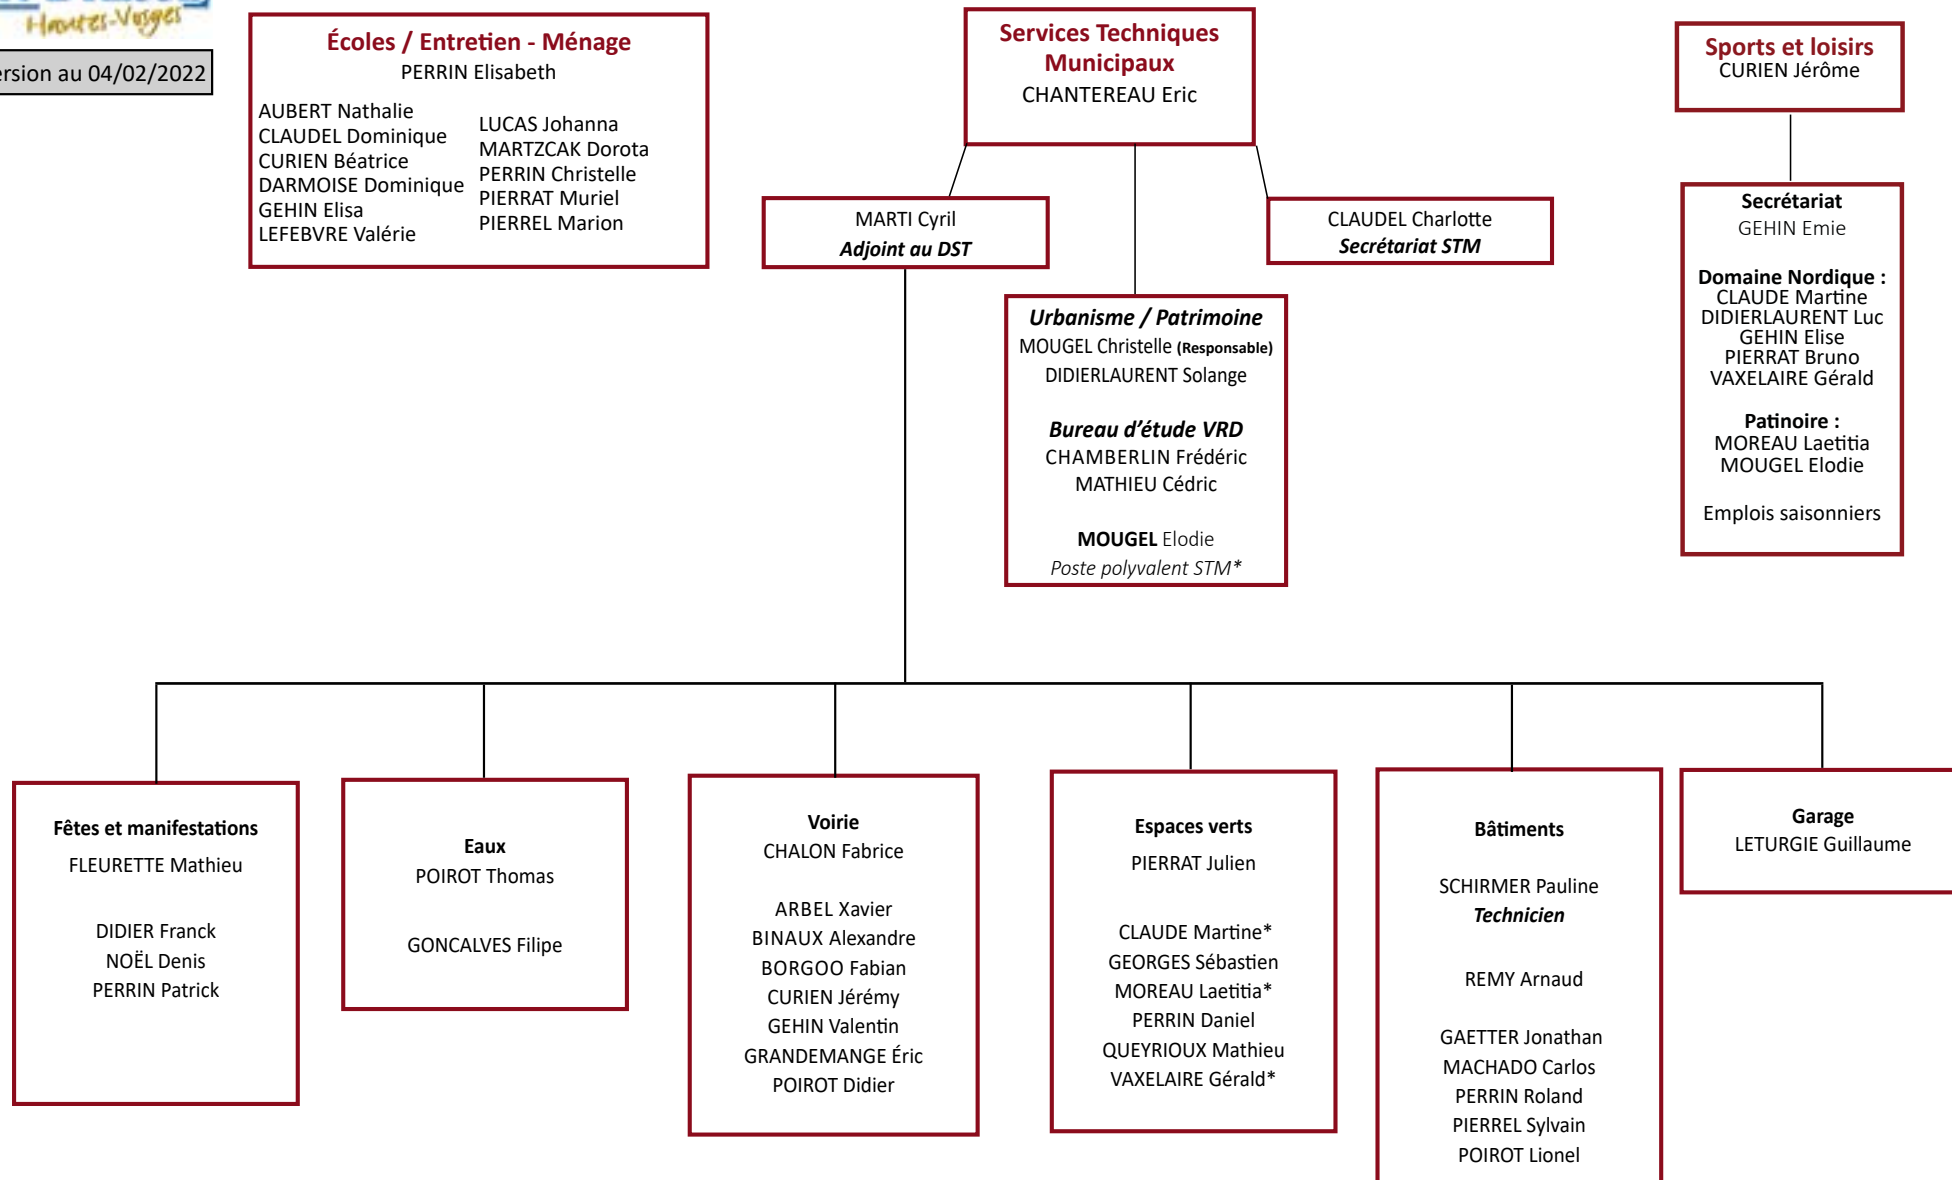 Hautes-Vosges
ersion au 04/02/2022
Écoles / Entretien - Ménage
PERRIN Elisabeth
AUBERT Nathalie
CLAUDEL Dominique
CURIEN Béatrice
DARMOISE Dominique
GEHIN Elisa
LEFEBVRE Valérie
LUCAS Johanna
MARTZCAK Dorota
PERRIN Christelle
PIERRAT Muriel
PIERREL Marion
Services Techniques
Municipaux
CHANTEREAU Eric
MARTI Cyril
Adjoint au DST
CLAUDEL Charlotte
Secrétariat STM
Urbanisme / Patrimoine
MOUGEL Christelle (Responsable)
DIDIERLAURENT Solange
Bureau d’étude VRD
CHAMBERLIN Frédéric
MATHIEU Cédric
MOUGEL Elodie
Poste polyvalent STM*
Sports et loisirs
CURIEN Jérôme
Secrétariat
GEHIN Emie
Domaine Nordique :
CLAUDE Martine
DIDIERLAURENT Luc
GEHIN Elise
PIERRAT Bruno
VAXELAIRE Gérald
Patinoire :
MOREAU Laetitia
MOUGEL Elodie
Emplois saisonniers
Fêtes et manifestations
FLEURETTE Mathieu
DIDIER Franck
NOËL Denis
PERRIN Patrick
Eaux
POIROT Thomas
GONCALVES Filipe
Voirie
CHALON Fabrice
ARBEL Xavier
BINAUX Alexandre
BORGOO Fabian
CURIEN Jérémy
GEHIN Valentin
GRANDEMANGE Éric
POIROT Didier
Espaces verts
PIERRAT Julien
CLAUDE Martine*
GEORGES Sébastien
MOREAU Laetitia*
PERRIN Daniel
QUEYRIOUX Mathieu
VAXELAIRE Gérald*
Bâtiments
SCHIRMER Pauline
Technicien
REMY Arnaud
GAETTER Jonathan
MACHADO Carlos
PERRIN Roland
PIERREL Sylvain
POIROT Lionel
Garage
LETURGIE Guillaume